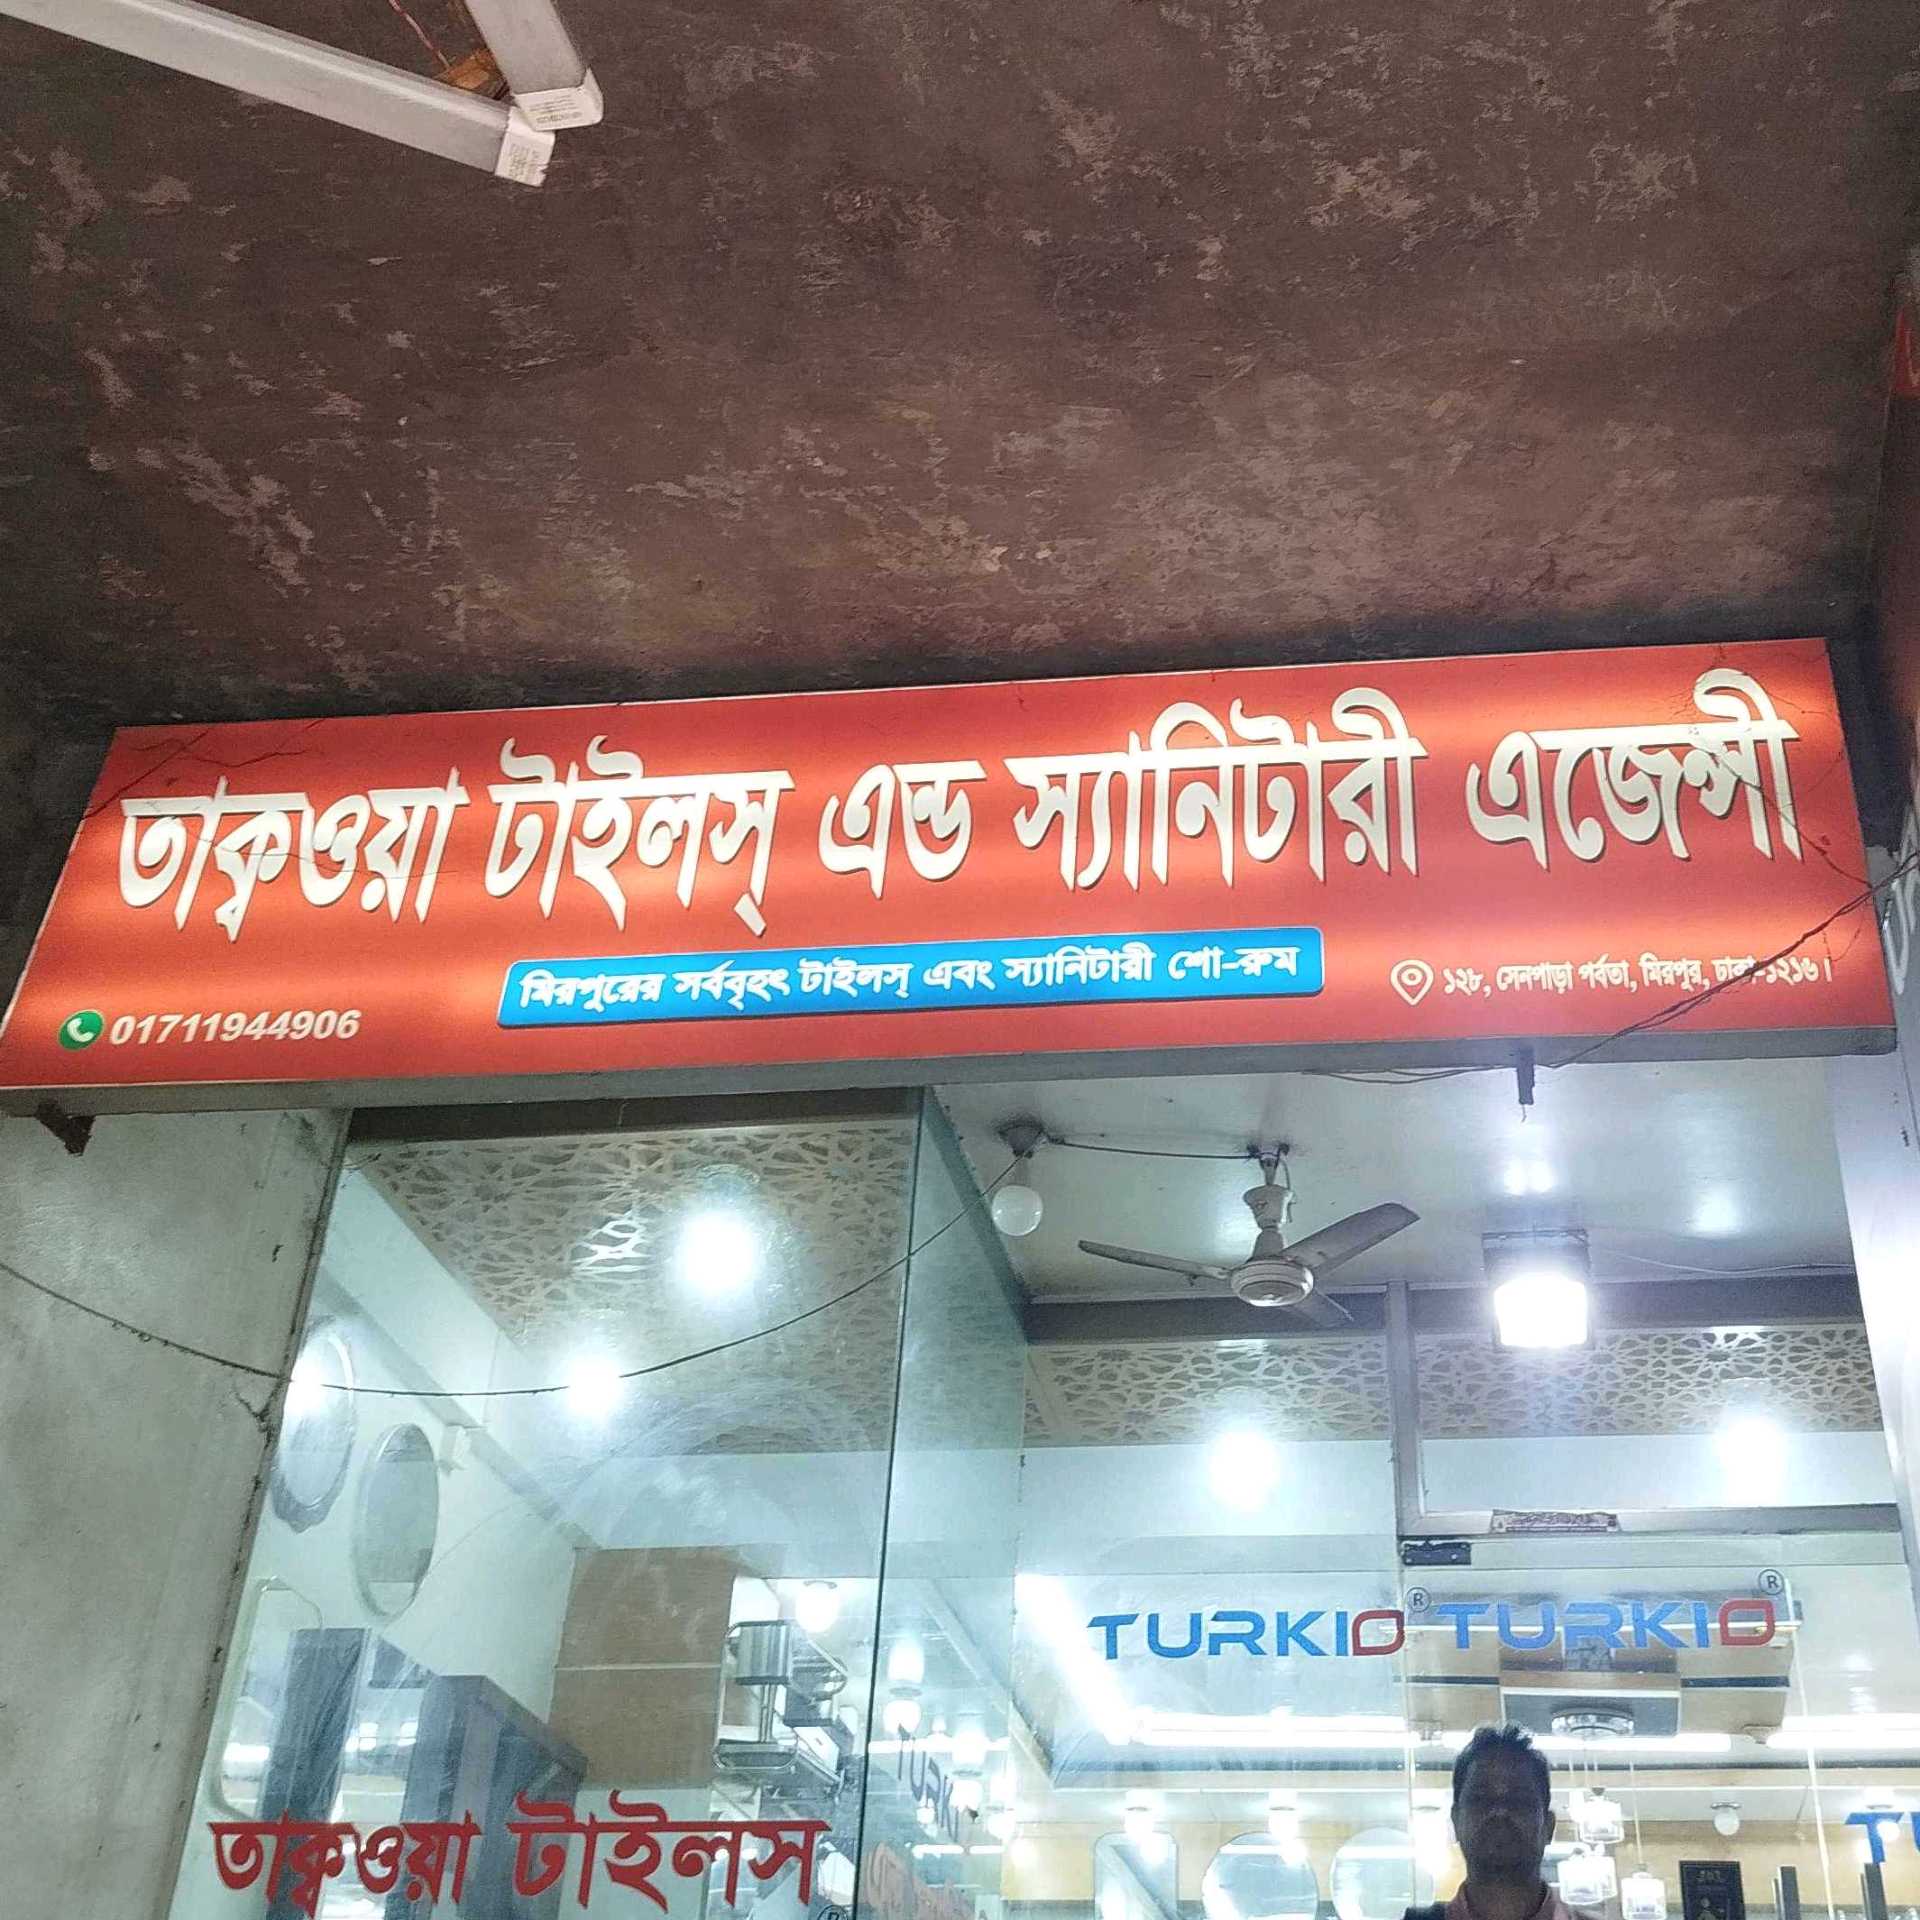 তাক্বওয়া টাইলস্ এন্ড স্যানিটারী এজেন্সী
মিরপুরের সর্ববৃহৎ টাইলস্ এবং স্যানিটারী শো-রুম
01711944906
১২৮, সেনপাড়া পর্বতা, মিরপুর, ঢাকা-১২১৬।
TURKIO® TURKIO®
তাক্বওয়া টাইলস